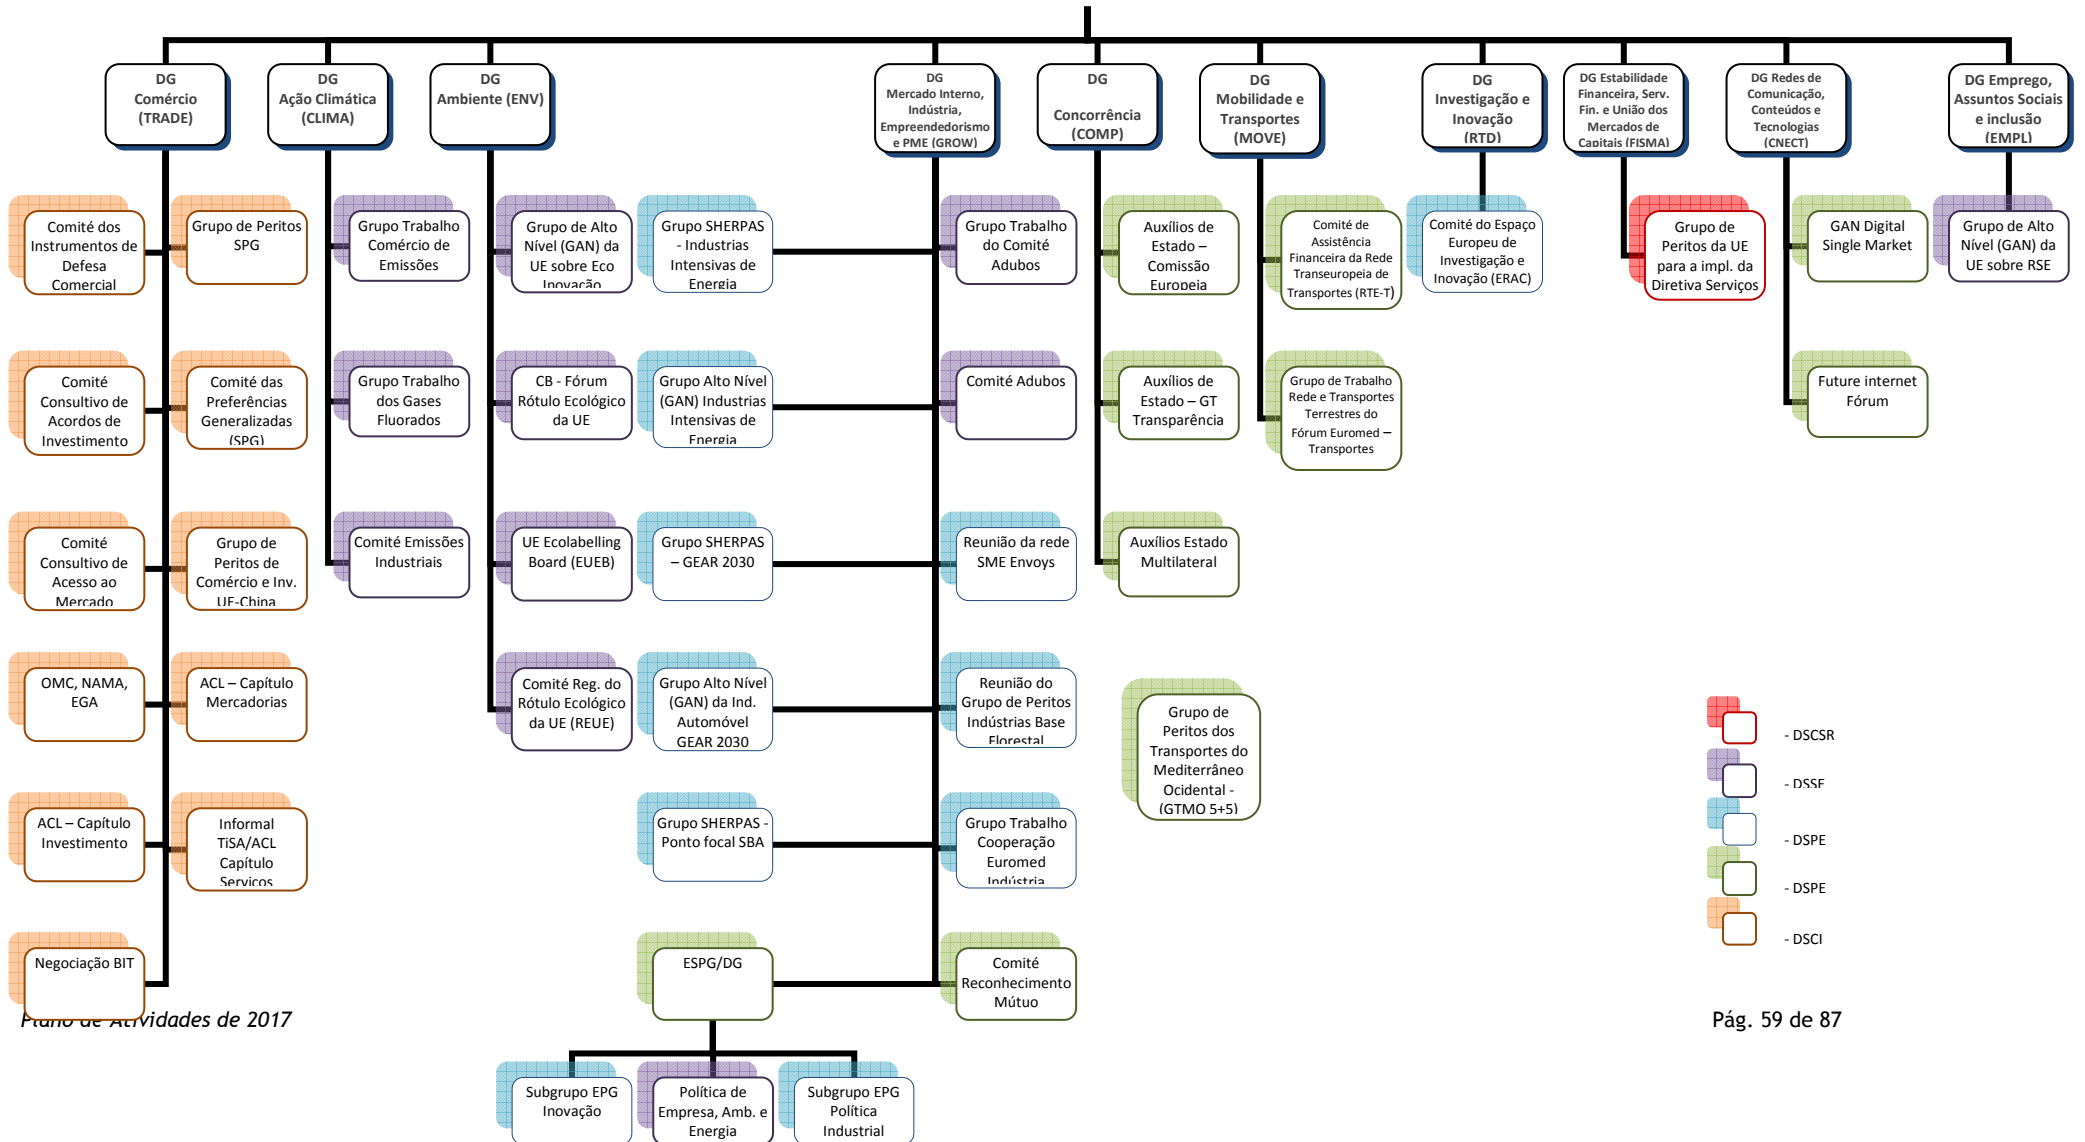 DG
Comércio
(TRADE)
DG
Ação Climática
(CLIMA)
DG
Ambiente (ENV)
DG
Mercado Interno,
Indústria,
Empreendedorismo
e PME (GROW)
DG
Concorrência
(COMP)
DG
Mobilidade e
Transportes
(MOVE)
DG
Investigação e
Inovação
(RTD)
DG Estabilidade
Financeira, Serv.
Fin. e União dos
Mercados de
Capitais (FISMA)
DG Redes de
Comunicação,
Conteúdos e
Tecnologias
(CNECT)
DG Emprego,
Assuntos Sociais
e inclusão
(EMPL)
Comité dos
Instrumentos de
Defesa
Comercial
Grupo de Peritos
SPG
Grupo Trabalho
Comércio de
Emissões
Grupo de Alto
Nível (GAN) da
UE sobre Eco
Inovação
Grupo SHERPAS
- Industrias
Intensivas de
Energia
Grupo Trabalho
do Comité
Adubos
Auxílios de
Estado –
Comissão
Europeia
Comité de
Assistência
Financeira da Rede
Transeuropeia de
Transportes (RTE-T)
Comité do Espaço
Europeu de
Investigação e
Inovação (ERAC)
Grupo de
Peritos da UE
para a impl. da
Diretiva Serviços
GAN Digital
Single Market
Grupo de Alto
Nível (GAN) da
UE sobre RSE
Comité
Consultivo de
Acordos de
Investimento
Comité das
Preferências
Generalizadas
(SPG)
Grupo Trabalho
dos Gases
Fluorados
CB - Fórum
Rótulo Ecológico
da UE
Grupo Alto Nível
(GAN) Industrias
Intensivas de
Energia
Comité Adubos
Auxílios de
Estado – GT
Transparência
Grupo de Trabalho
Rede e Transportes
Terrestres do
Fórum Euromed –
Transportes
Future internet
Fórum
Comité
Consultivo de
Acesso ao
Mercado
Grupo de
Peritos de
Comércio e Inv.
UE-China
Comité Emissões
Industriais
UE Ecolabelling
Board (EUEB)
Grupo SHERPAS
– GEAR 2030
Reunião da rede
SME Envoys
Auxílios Estado
Multilateral
OMC, NAMA,
EGA
ACL – Capítulo
Mercadorias
Comité Reg. do
Rótulo Ecológico
da UE (REUE)
Grupo Alto Nível
(GAN) da Ind.
Automóvel
GEAR 2030
Reunião do
Grupo de Peritos
Indústrias Base
Florestal
Grupo de
Peritos dos
Transportes do
Mediterrâneo
Ocidental -
(GTMO 5+5)
- DSCSR
- DSSE
- DSPE
- DSPE
- DSCI
ACL – Capítulo
Investimento
Informal
TiSA/ACL
Capítulo
Serviços
Grupo SHERPAS -
Ponto focal SBA
Grupo Trabalho
Cooperação
Euromed
Indústria
Negociação BIT
ESPG/DG
Comité
Reconhecimento
Mútuo
Plano de Atividades de 2017
Pág. 59 de 87
Subgrupo EPG
Inovação
Política de
Empresa, Amb. e
Energia
Subgrupo EPG
Política
Industrial